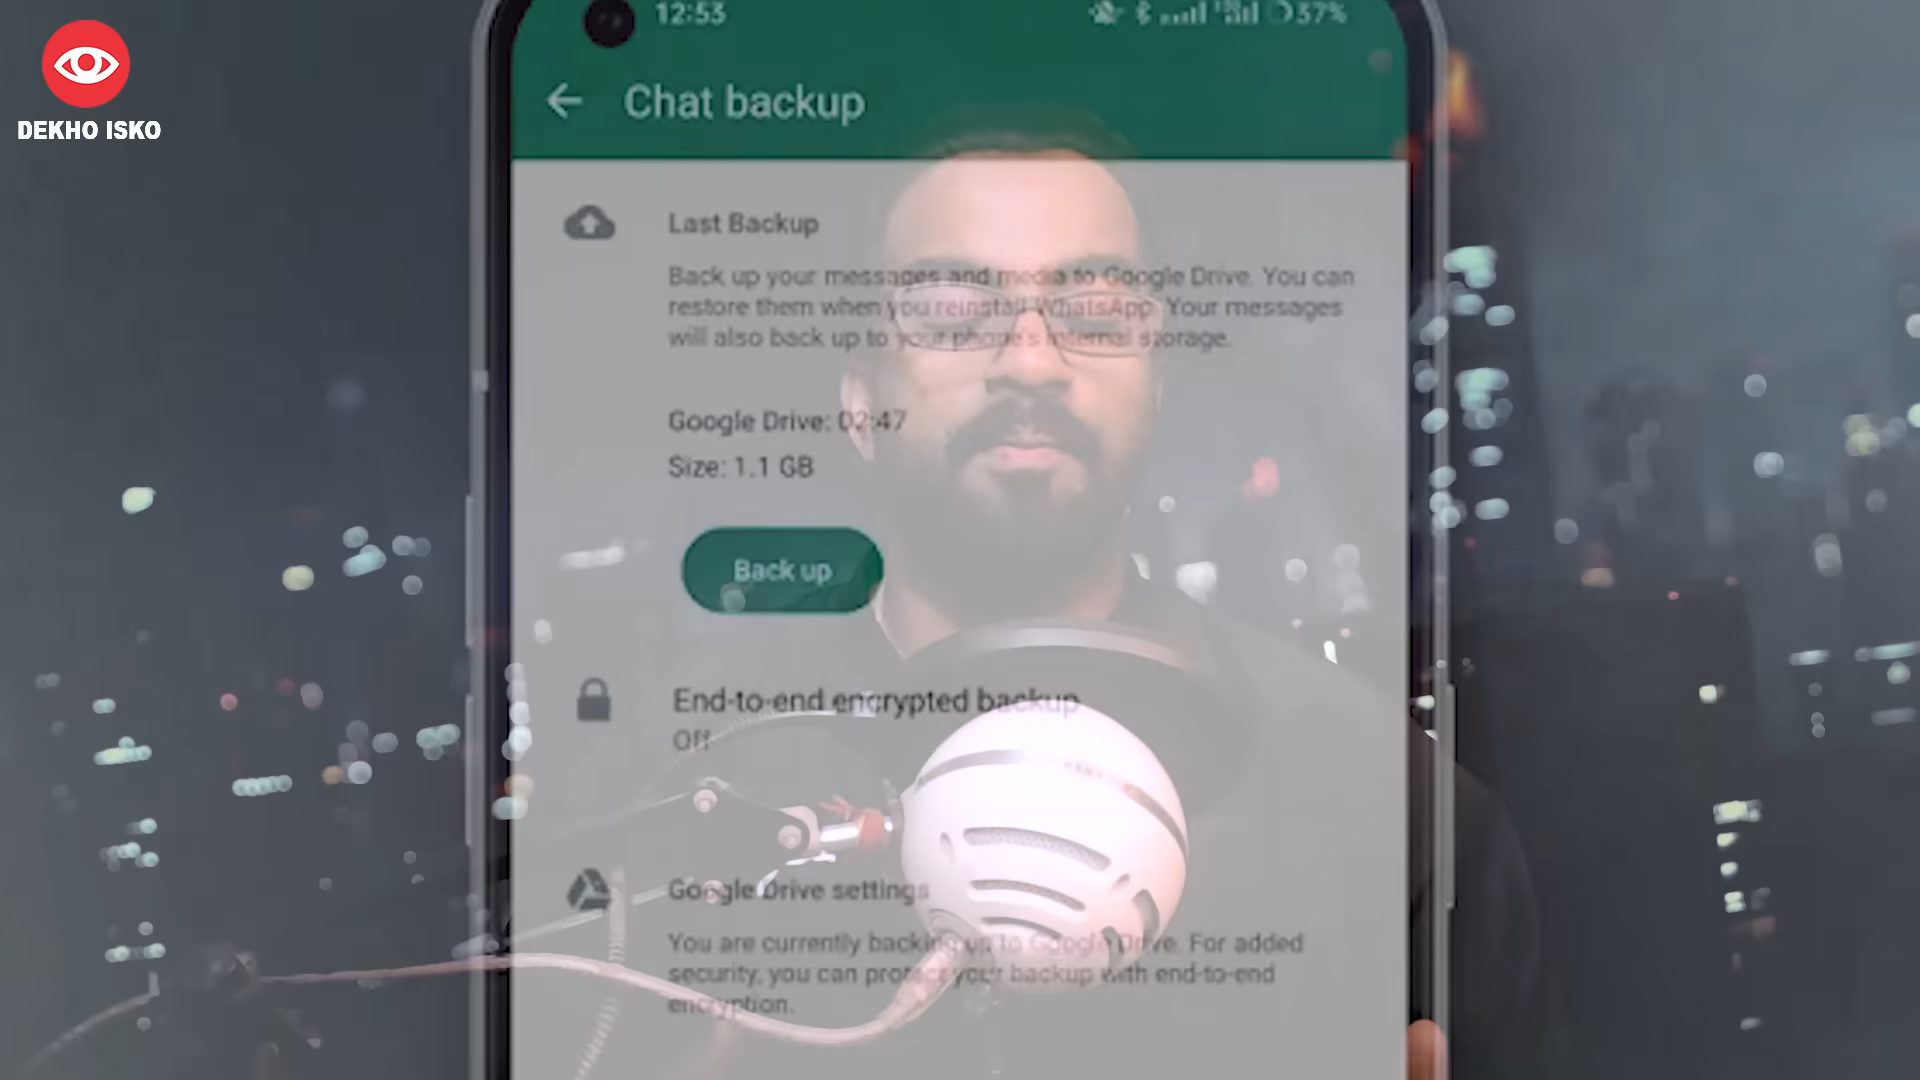 DEKHO ISKO
12:53
37%
Chat backup
Last Backup
Back up your messages and media to Google Drive. You can
restore them when you reinstall WhatsApp. Your messages
will also back up to your phone's internal storage.
Google Drive: 02:47
Size: 1.1 GB
Back up
End-to-end encrypted backup
Off
Google Drive settings
You are currently backing up to Google Drive. For added
security, you can protect your backup with end-to-end
encryption.